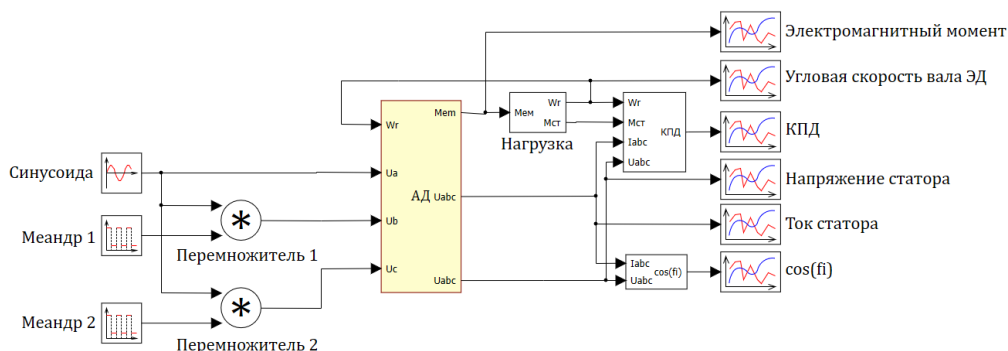 Электромагнитный момент
Угловая скорость вала ЭД
КПД
Напряжение статора
Ток статора
cos(fi)
Синусоида
Меандр 1
Перемножитель 1
*
Меандр 2
Перемножитель 2
*
Wr
Ua
Ub
Uc
АД
Mem
Uabc
Uabc
Мем
Wr
Mст
Нагрузка
Wr
Mст
Iabc
Uabc
КПД
Iabc
Uabc
cos(fi)